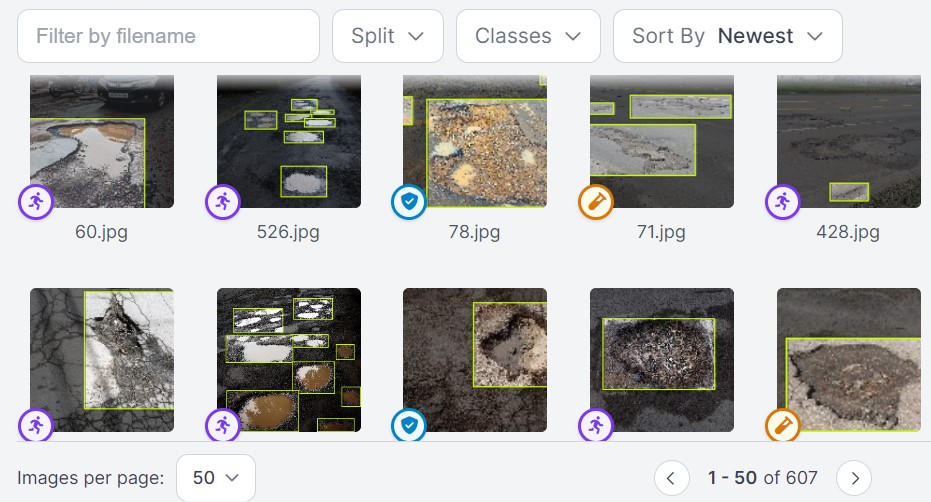 Filter by filename
Split
Classes
Sort By Newest
60.jpg
526.jpg
78.jpg
71.jpg
428.jpg
Images per page: 50
1 - 50 of 607